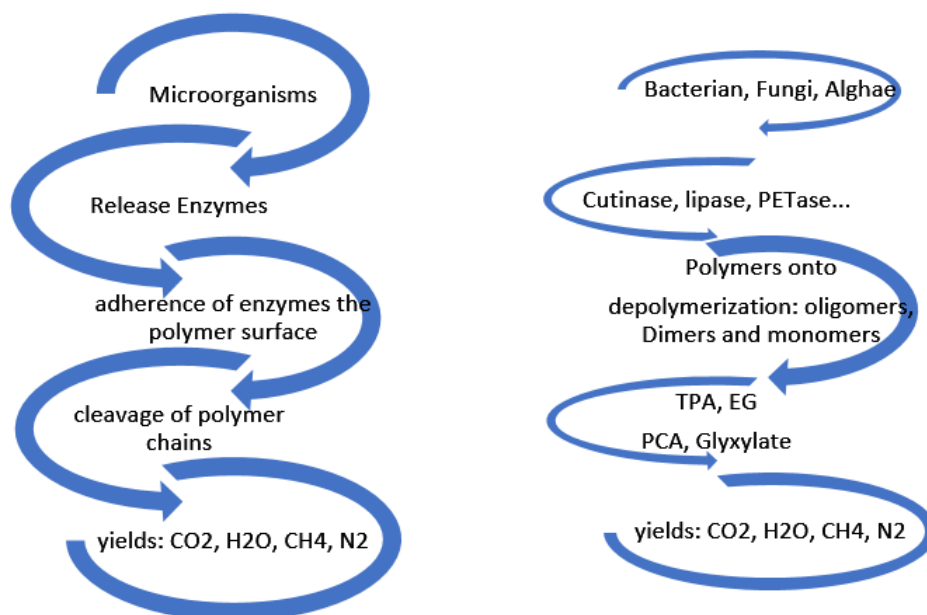 Microorganisms
Release Enzymes
adherence of enzymes the
polymer surface
cleavage of polymer
chains
yields: CO2, H2O, CH4, N2
Bacterian, Fungi, Alghae
Cutinase, lipase, PETase...
Polymers onto
depolymerization: oligomers,
Dimers and monomers
TPA, EG
PCA, Glyxylate
yields: CO2, H2O, CH4, N2